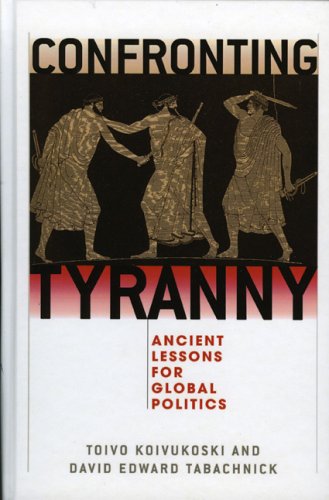 CONFRONTING
TYRANNY
ANCIENT
LESSONS
FOR
GLOBAL
POLITICS
TOIVO KOIVUKOSKI AND
DAVID EDWARD TABACHNICK